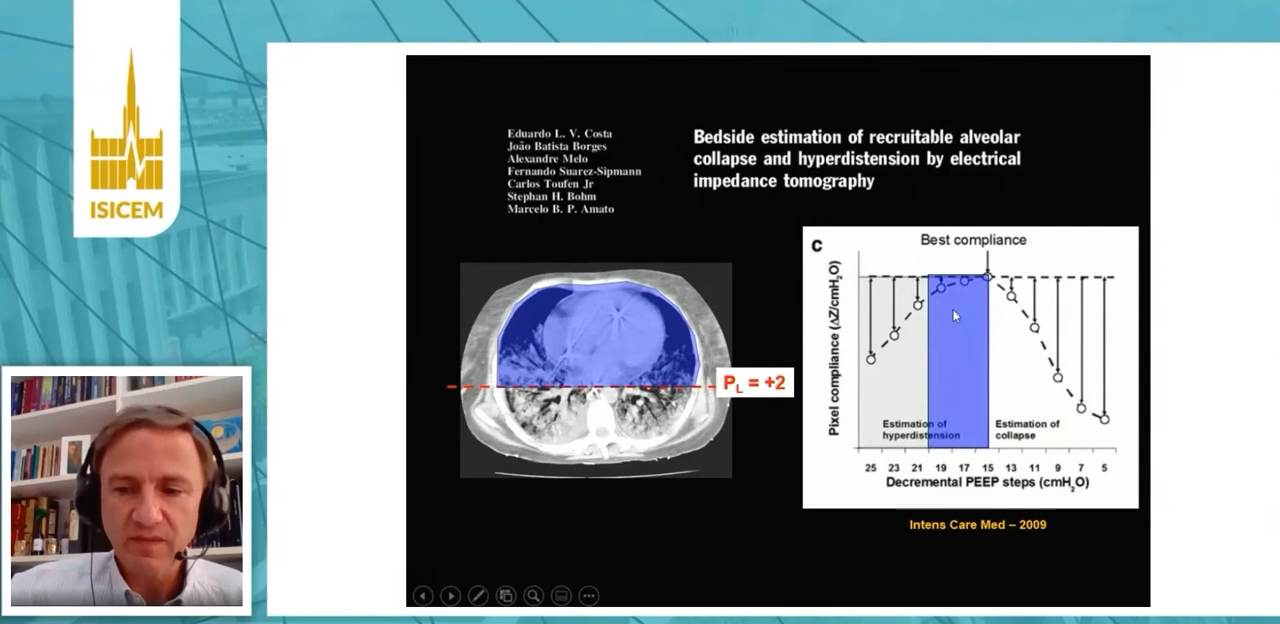 ISICEM
Eduardo L. V. Costa
João Batista Borges
Alexandre Melo
Fernando Suarez-Sipmann
Carlos Toufen Jr
Stephan H. Bohm
Marcelo B. P. Amato
Bedside estimation of recruitable alveolar
collapse and hyperdistension by electrical
impedance tomography
P_L = +2
C
Best compliance
Pixel compliance (ΔZ/cmH₂O)
Estimation of
hyperdistension
Estimation of
collapse
25 23 21 19 17 15 13 11 9 7 5
Decremental PEEP steps (cmH₂O)
Intens Care Med – 2009